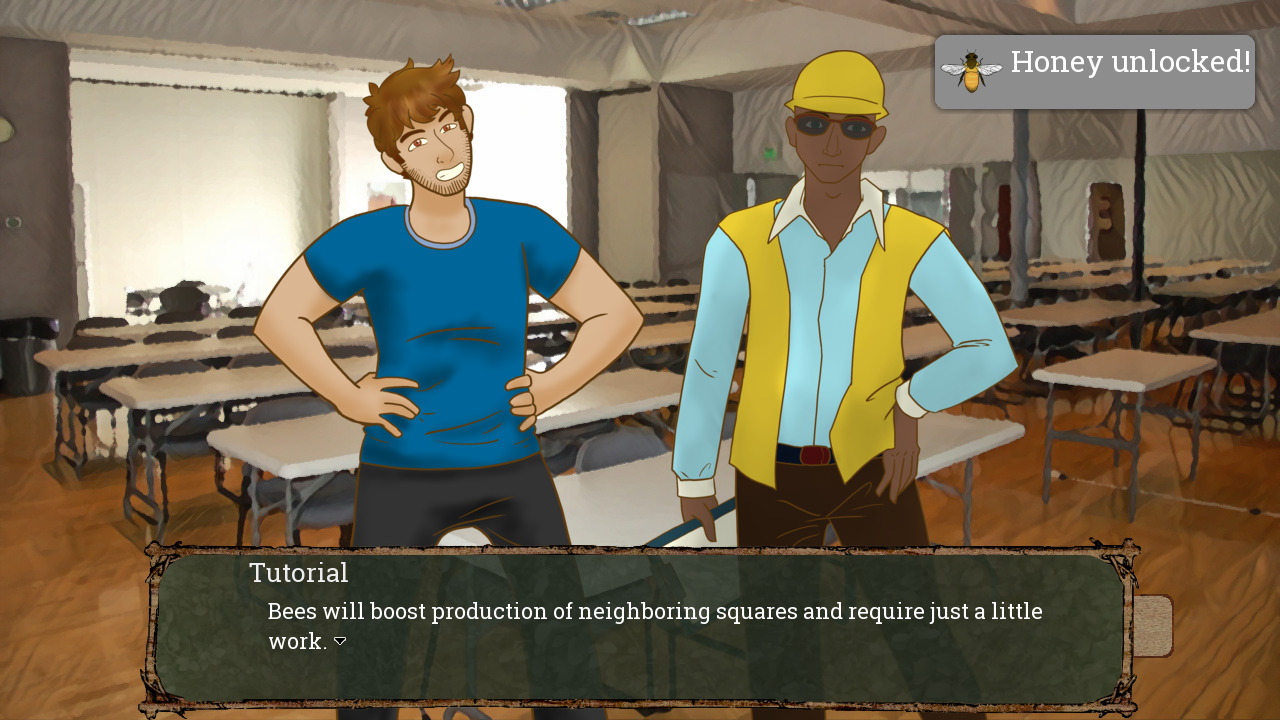 Honey unlocked!
Tutorial
Bees will boost production of neighboring squares and require just a little
work.